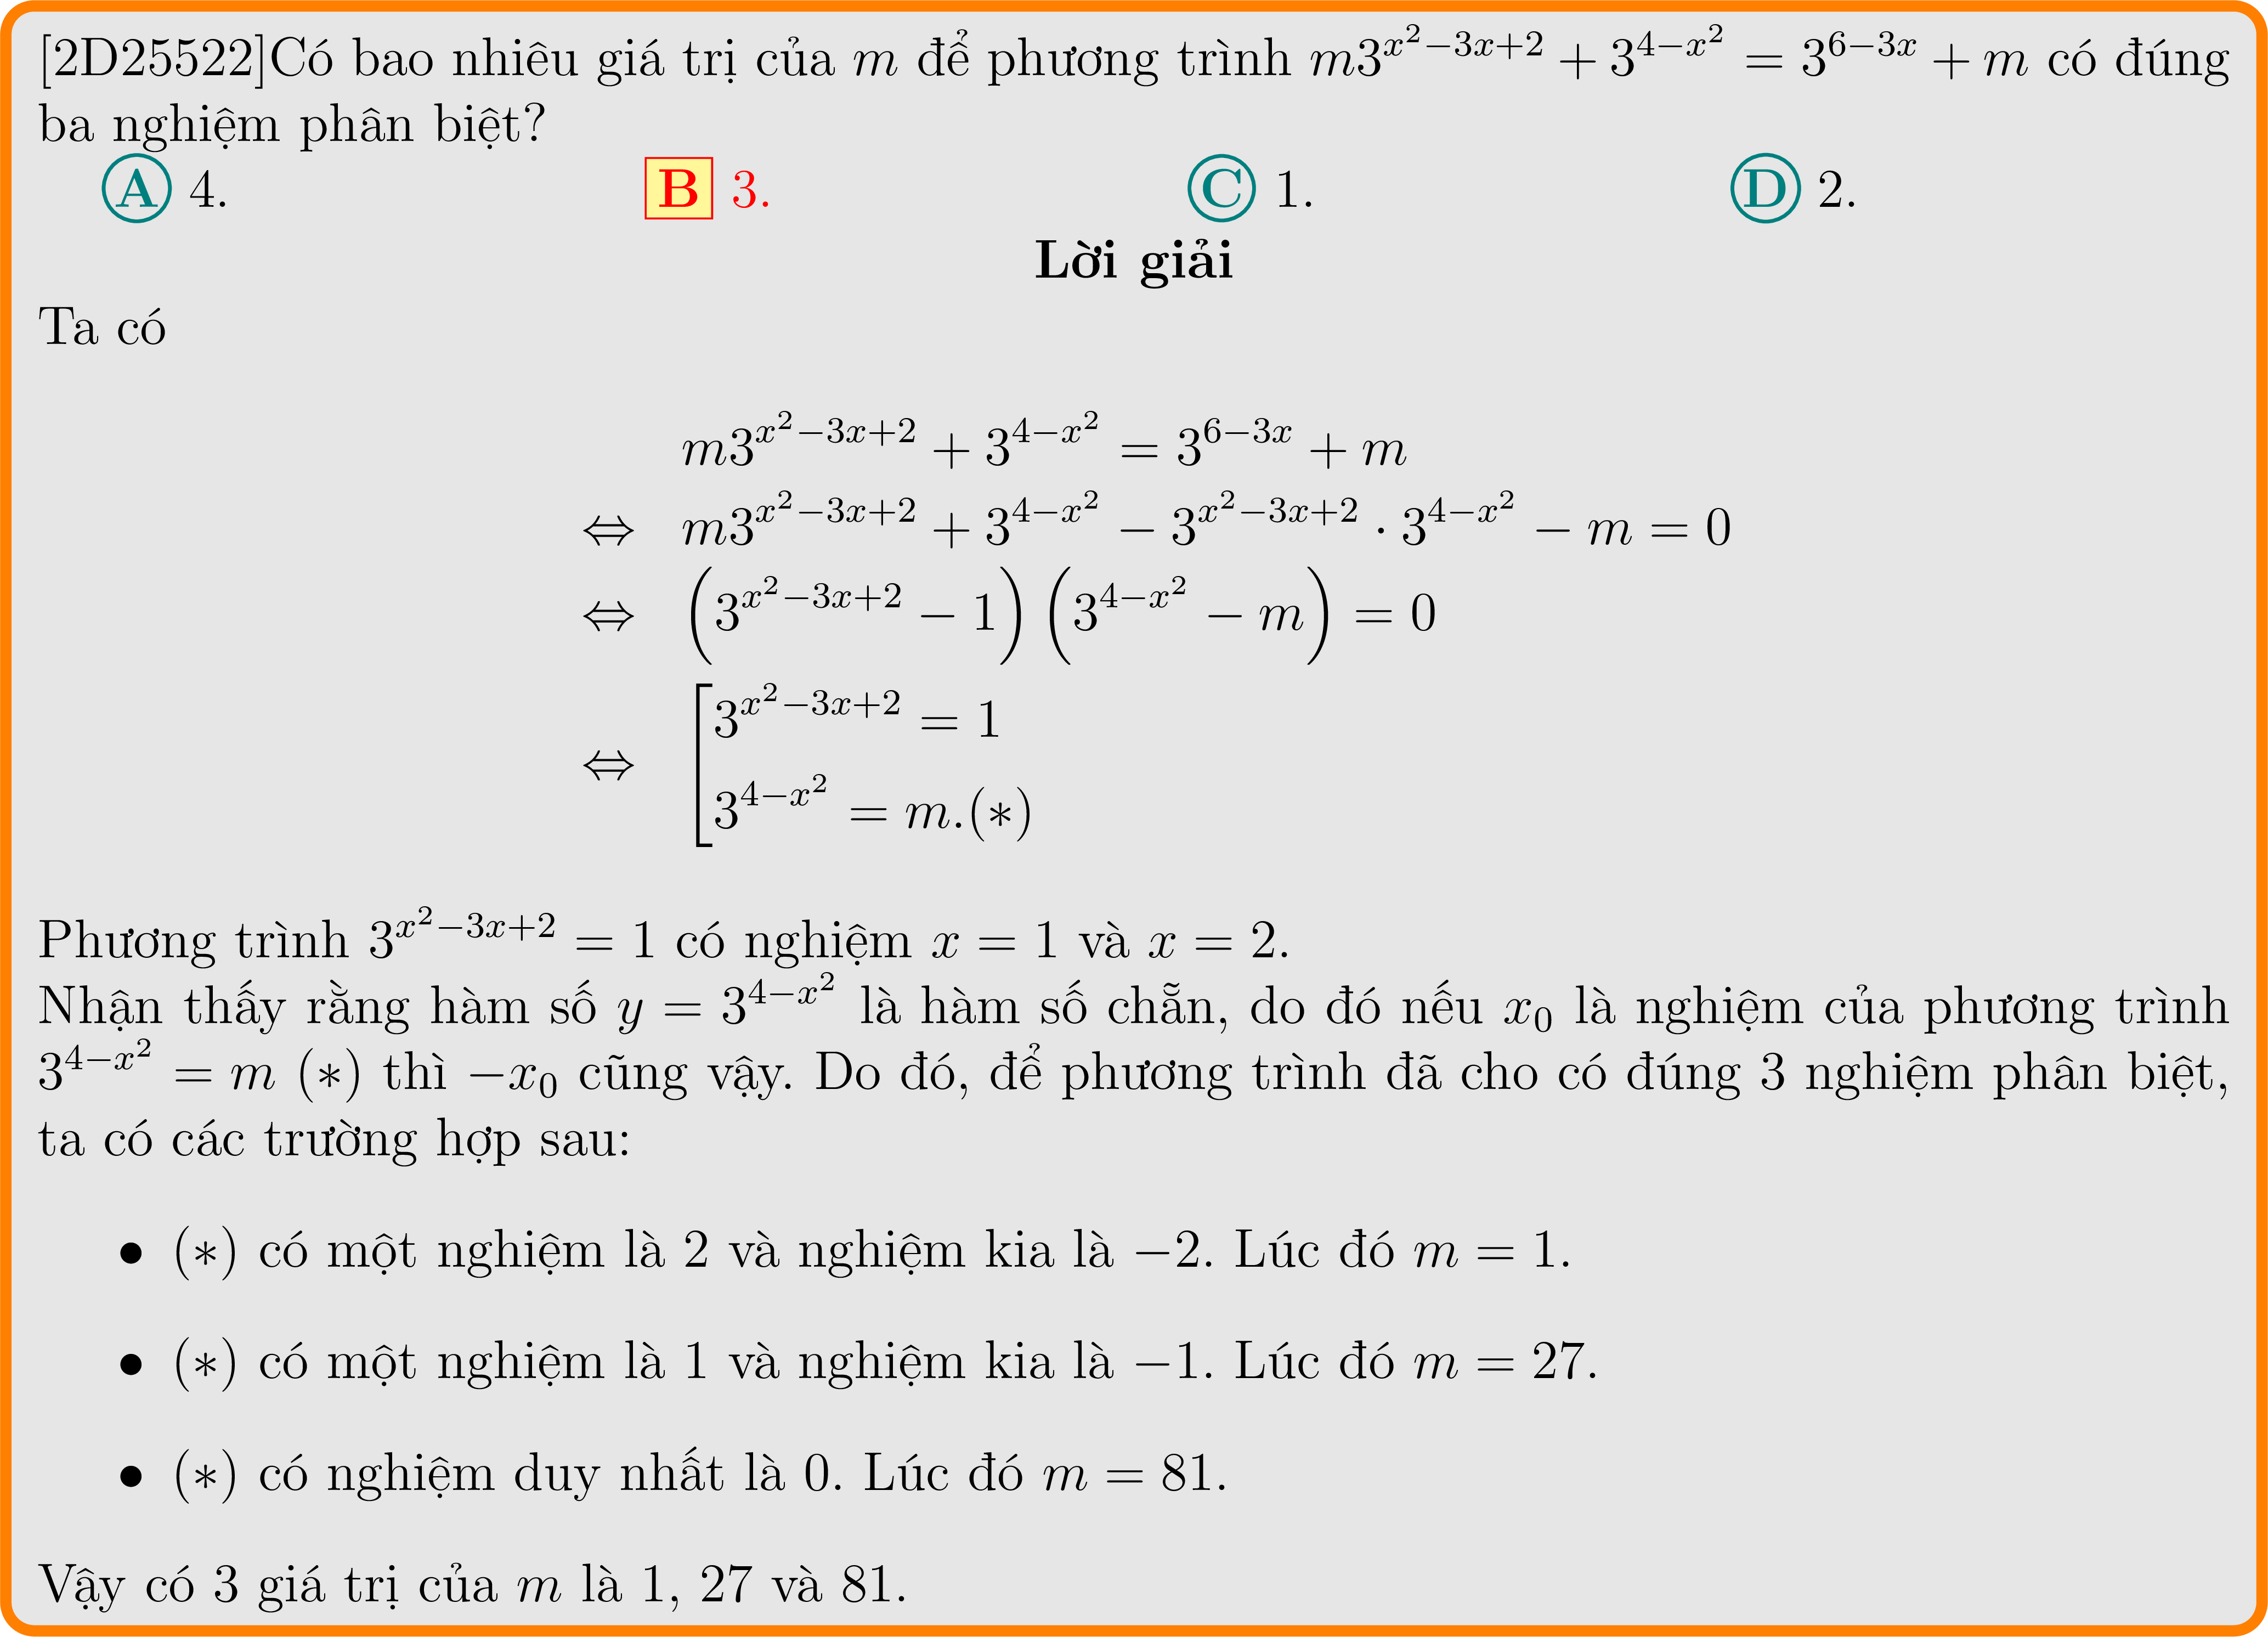 [2D25522]Có bao nhiêu giá trị của $m$ để phương trình $m3^{x^2-3x+2} + 3^{4-x^2} = 3^{6-3x} + m$ có đúng
ba nghiệm phân biệt?
A 4. B 3. C 1. D 2.
Lời giải
Ta có
$m3^{x^2-3x+2} + 3^{4-x^2} = 3^{6-3x} + m$
$\Leftrightarrow m3^{x^2-3x+2} + 3^{4-x^2} - 3^{x^2-3x+2} \cdot 3^{4-x^2} - m = 0$
$\Leftrightarrow \left(3^{x^2-3x+2} - 1\right)\left(3^{4-x^2} - m\right) = 0$
$\Leftrightarrow \left[\begin{array}{l} 3^{x^2-3x+2} = 1 \\ 3^{4-x^2} = m.(*) \end{array}\right.$
Phương trình $3^{x^2-3x+2} = 1$ có nghiệm $x = 1$ và $x = 2$.
Nhận thấy rằng hàm số $y = 3^{4-x^2}$ là hàm số chẵn, do đó nếu $x_0$ là nghiệm của phương trình
$3^{4-x^2} = m$ $(*)$ thì $-x_0$ cũng vậy. Do đó, để phương trình đã cho có đúng 3 nghiệm phân biệt,
ta có các trường hợp sau:
• $(*)$ có một nghiệm là 2 và nghiệm kia là $-2$. Lúc đó $m = 1$.
• $(*)$ có một nghiệm là 1 và nghiệm kia là $-1$. Lúc đó $m = 27$.
• $(*)$ có nghiệm duy nhất là 0. Lúc đó $m = 81$.
Vậy có 3 giá trị của $m$ là 1, 27 và 81.